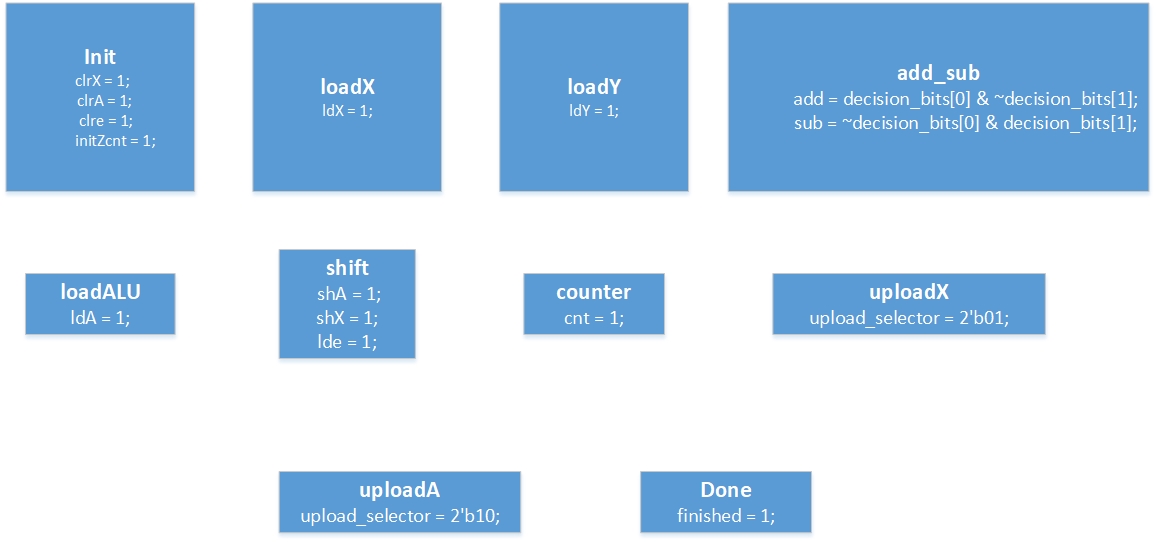 Init
clrX = 1;
clrA = 1;
clre = 1;
initZcnt = 1;
loadX
ldX = 1;
loadY
ldY = 1;
add_sub
add = decision_bits[0] & ~decision_bits[1];
sub = ~decision_bits[0] & decision_bits[1];
loadALU
ldA = 1;
shift
shA = 1;
shX = 1;
lde = 1;
counter
cnt = 1;
uploadX
upload_selector = 2'b01;
uploadA
upload_selector = 2'b10;
Done
finished = 1;